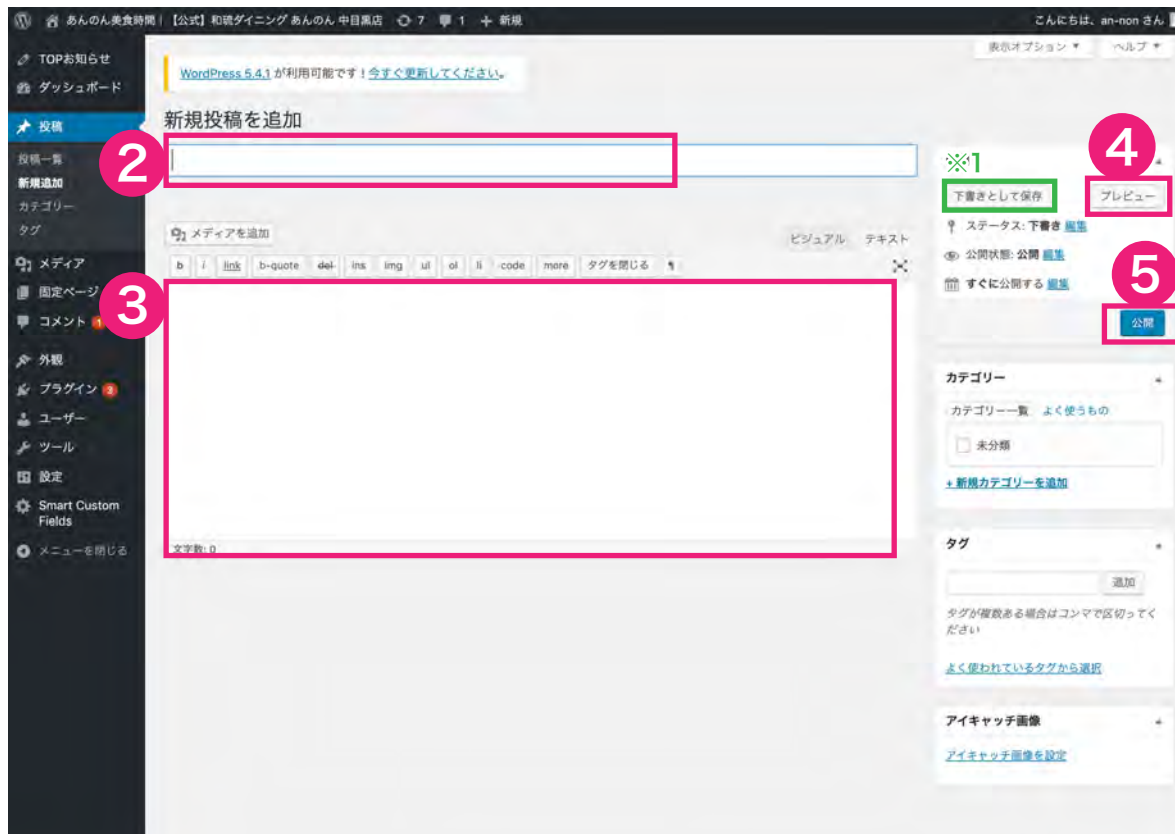 あんのん美食時間 | 【公式】和琉ダイニング あんのん 中目黒店 7 1 + 新規 こんにちは、an-non さん
表示オプション ▼ ヘルプ ▼
TOPお知らせ
ダッシュボード
投稿
投稿一覧
新規追加
カテゴリー
タグ
メディア
固定ページ
コメント 1
外観
プラグイン 2
ユーザー
ツール
設定
Smart Custom
Fields
メニューを閉じる
WordPress 5.4.1 が利用可能です ! 今すぐ更新してください。
新規投稿を追加
2
メディアを追加
ビジュアル テキスト
b i link b-quote del ins img ul ol li code more タグを閉じる ¶
3
文字数: 0
※1
4
下書きとして保存 プレビュー
ステータス: 下書き 編集
公開状態: 公開 編集
すぐに公開する 編集
5
公開
カテゴリー
カテゴリー一覧 よく使うもの
未分類
+ 新規カテゴリーを追加
タグ
追加
タグが複数ある場合はコンマで区切ってく
ださい
よく使われているタグから選択
アイキャッチ画像
アイキャッチ画像を設定